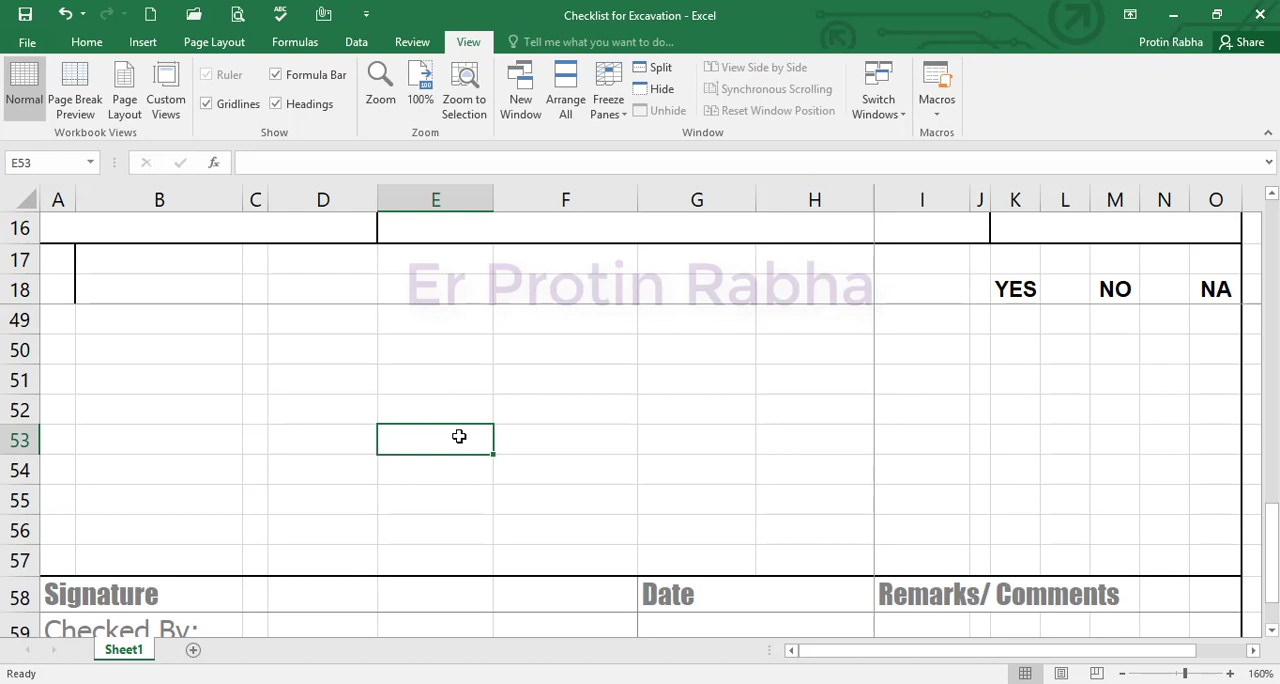 Checklist for Excavation - Excel
File Home Insert Page Layout Formulas Data Review View Tell me what you want to do... Protin Rabha Share
Normal
Page Break Preview
Page Layout
Custom Views
Workbook Views
Ruler
Formula Bar
Gridlines
Headings
Show
Zoom
100%
Zoom to Selection
Zoom
New Window
Arrange All
Freeze Panes
Split
Hide
Unhide
View Side by Side
Synchronous Scrolling
Reset Window Position
Window
Switch Windows
Macros
Macros
E53
fx
A B C D E F G H I J K L M N O
16
17
Er Protin Rabha
18 YES NO NA
49
50
51
52
53
54
55
56
57
58 Signature Date Remarks/ Comments
59 Checked By:
Sheet1
Ready 160%